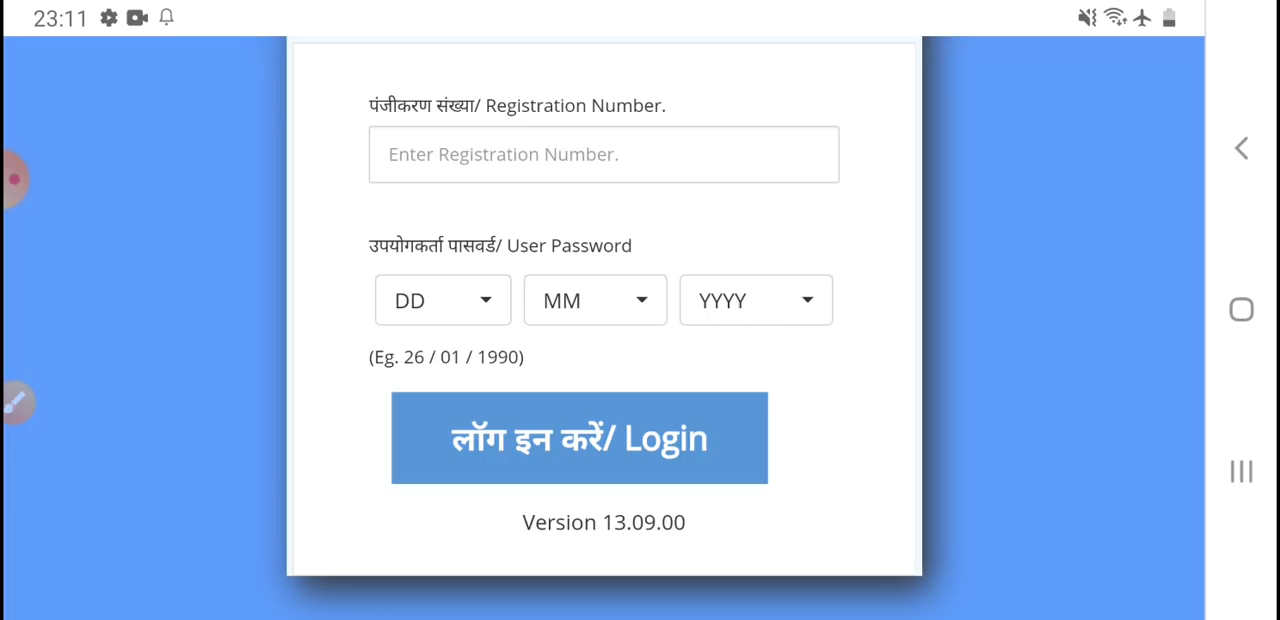 23:11
पंजीकरण संख्या/ Registration Number.
Enter Registration Number.
उपयोगकर्ता पासवर्ड/ User Password
DD MM YYYY
(Eg. 26 / 01 / 1990)
लॉग इन करें/ Login
Version 13.09.00